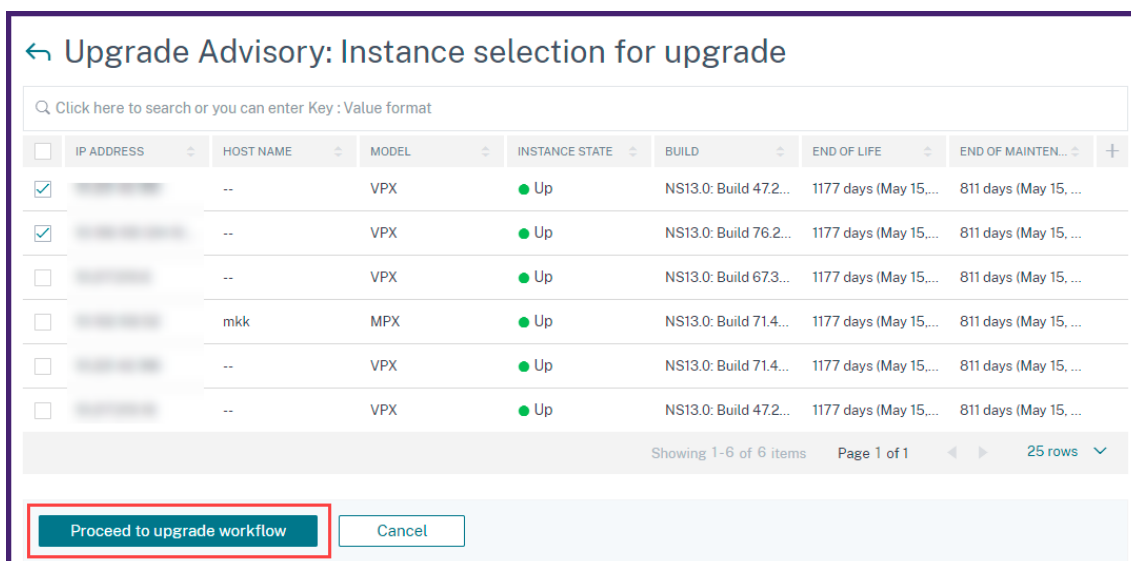 Upgrade Advisory: Instance selection for upgrade
Click here to search or you can enter Key : Value format
IP ADDRESS HOST NAME MODEL INSTANCE STATE BUILD END OF LIFE END OF MAINTEN...
-- VPX Up NS13.0: Build 47.2... 1177 days (May 15,... 811 days (May 15, ...
-- VPX Up NS13.0: Build 76.2... 1177 days (May 15,... 811 days (May 15, ...
-- VPX Up NS13.0: Build 67.3... 1177 days (May 15,... 811 days (May 15, ...
mkk MPX Up NS13.0: Build 71.4... 1177 days (May 15,... 811 days (May 15, ...
-- VPX Up NS13.0: Build 71.4... 1177 days (May 15,... 811 days (May 15, ...
-- VPX Up NS13.0: Build 47.2... 1177 days (May 15,... 811 days (May 15, ...
Showing 1-6 of 6 items Page 1 of 1 25 rows
Proceed to upgrade workflow Cancel